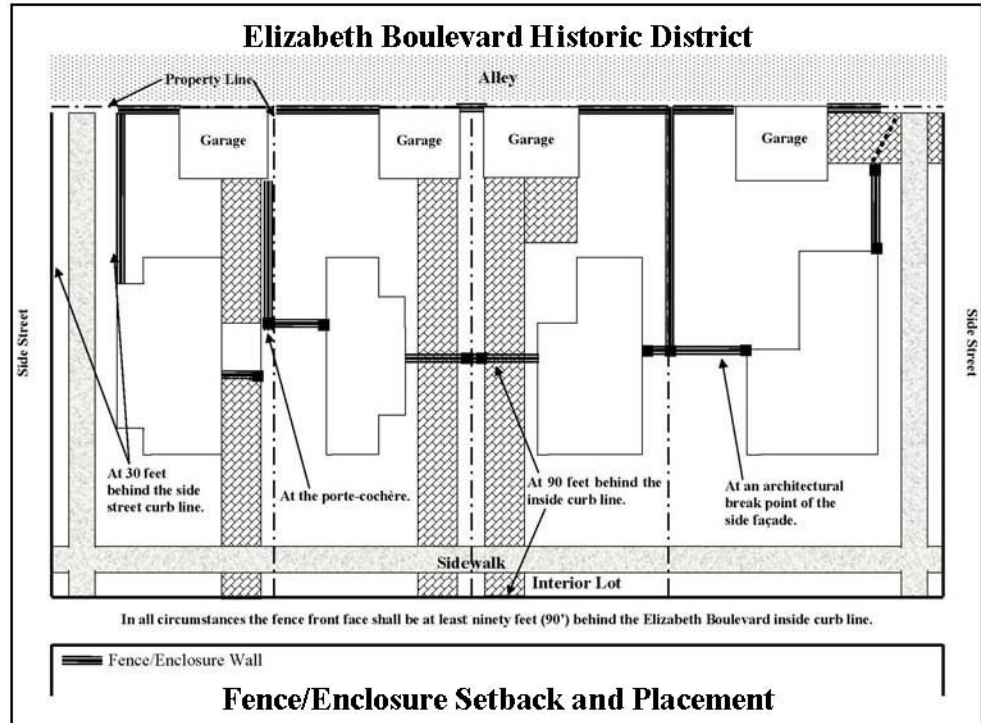 Elizabeth Boulevard Historic District
Alley
Property Line
Garage
Garage
Garage
Garage
Side Street
Side Street
At 30 feet
behind the side
street curb line.
At the porte-cochère.
At 90 feet behind the
inside curb line.
At an architectural
break point of the
side façade.
Sidewalk
Interior Lot
In all circumstances the fence front face shall be at least ninety feet (90') behind the Elizabeth Boulevard inside curb line.
Fence/Enclosure Wall
Fence/Enclosure Setback and Placement